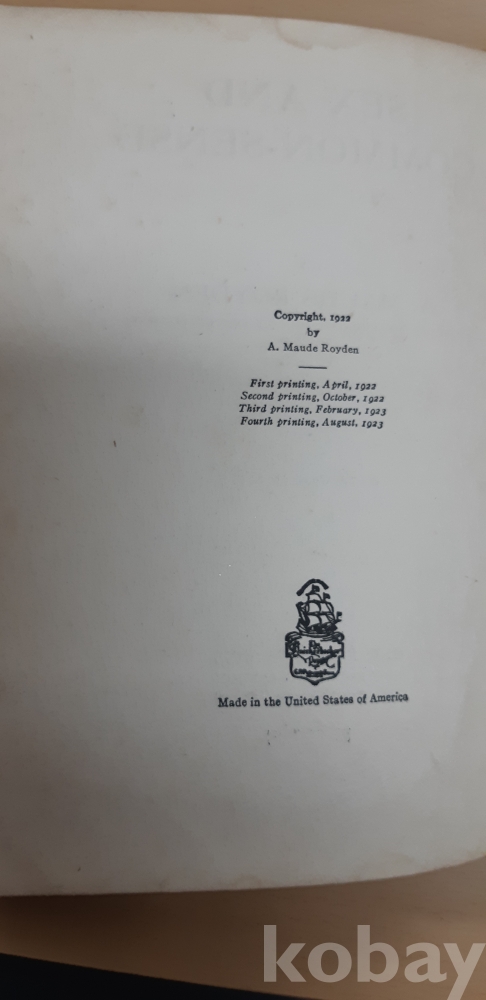 Copyright, 1922
by
A. Maude Royden
First printing, April, 1922
Second printing, October, 1922
Third printing, February, 1923
Fourth printing, August, 1923
Made in the United States of America
kobay